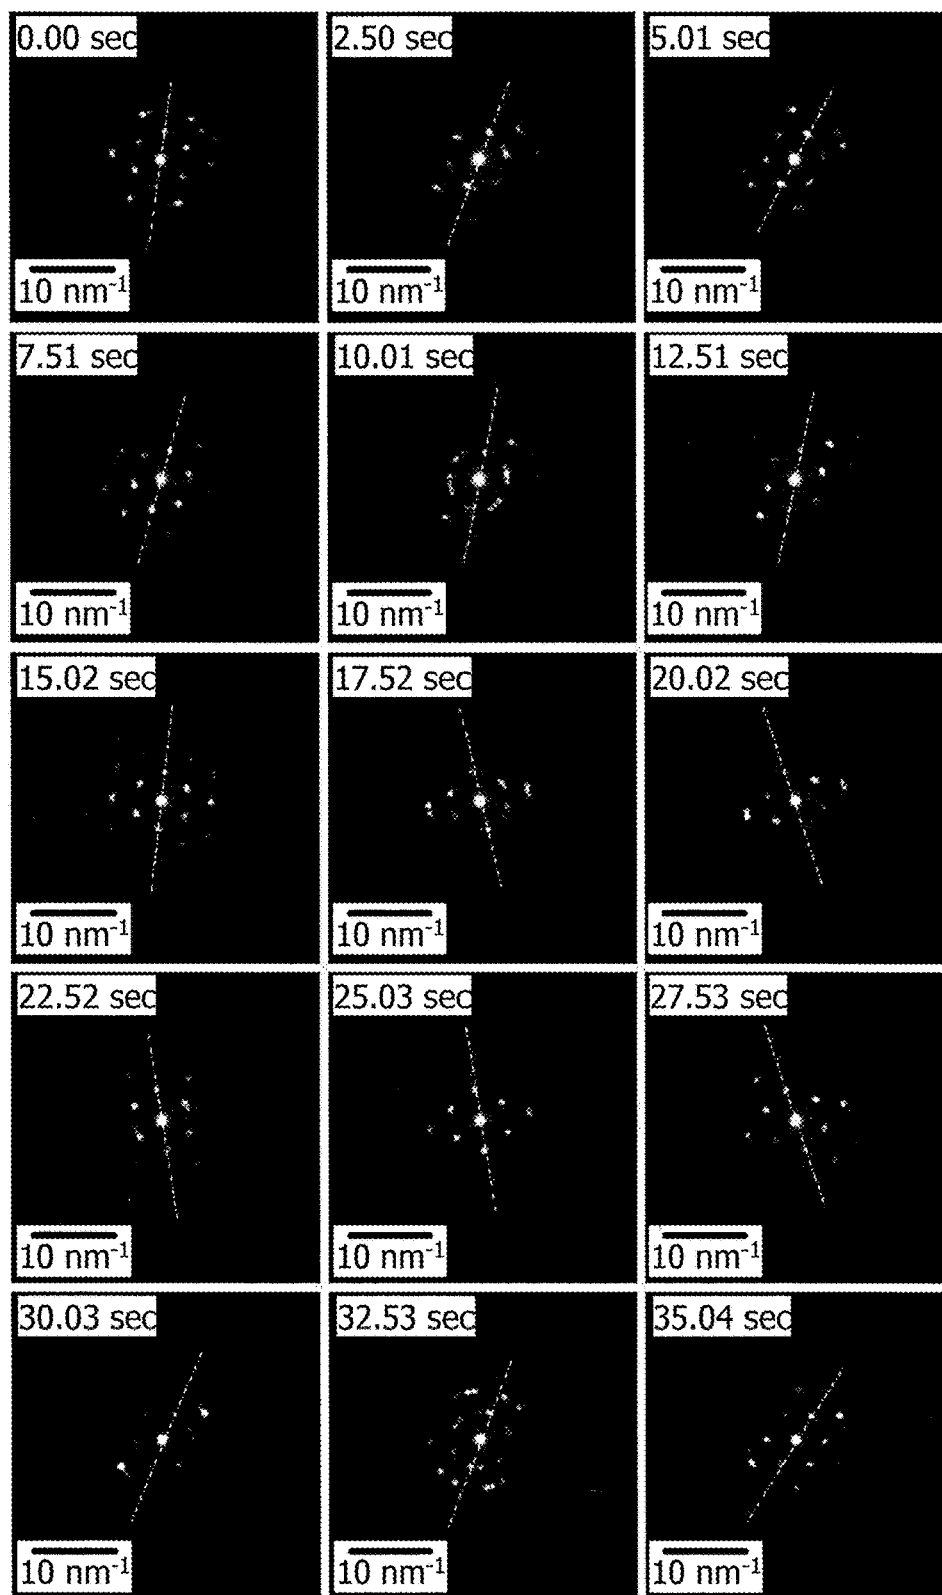 0.00 sec
2.50 sec
5.01 sec
10 nm⁻¹
10 nm⁻¹
10 nm⁻¹
7.51 sec
10.01 sec
12.51 sec
10 nm⁻¹
10 nm⁻¹
10 nm⁻¹
15.02 sec
17.52 sec
20.02 sec
10 nm⁻¹
10 nm⁻¹
10 nm⁻¹
22.52 sec
25.03 sec
27.53 sec
10 nm⁻¹
10 nm⁻¹
10 nm⁻¹
30.03 sec
32.53 sec
35.04 sec
10 nm⁻¹
10 nm⁻¹
10 nm⁻¹